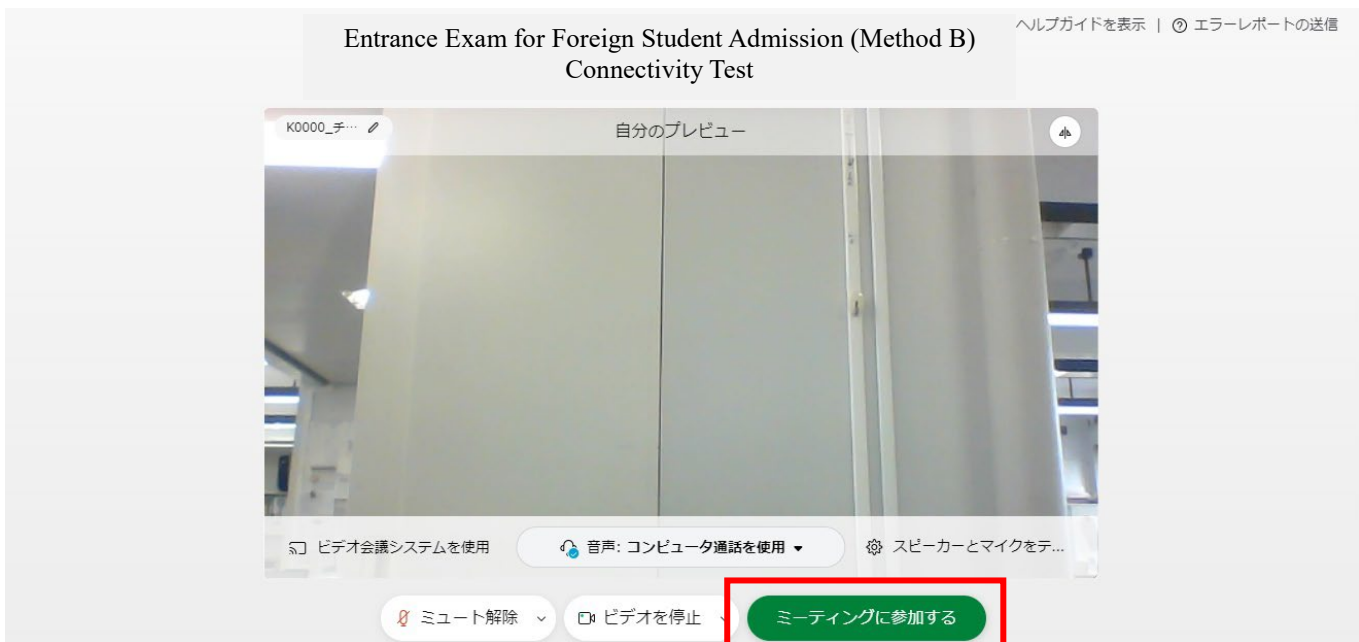 ヘルプガイドを表示 | エラーレポートの送信
Entrance Exam for Foreign Student Admission (Method B)
Connectivity Test
K0000_チ…
自分のプレビュー
ビデオ会議システムを使用
音声: コンピュータ通話を使用
スピーカーとマイクをテ...
ミュート解除
ビデオを停止
ミーティングに参加する